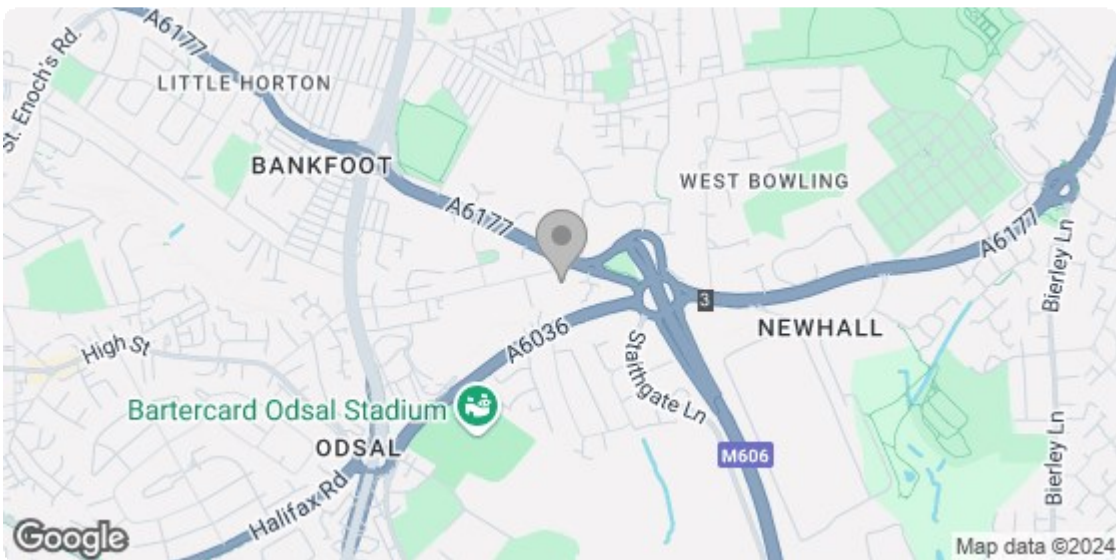 A6177
St. Enoch's Rd.
LITTLE HORTON
BANKFOOT
WEST BOWLING
A6177
A6177
Bierley Ln
3
NEWHALL
A6036
High St
Staithgate Ln
Bartercard Odsal Stadium
ODSAL
M606
Bierley Ln
Halifax Rd
Google
Map data ©2024